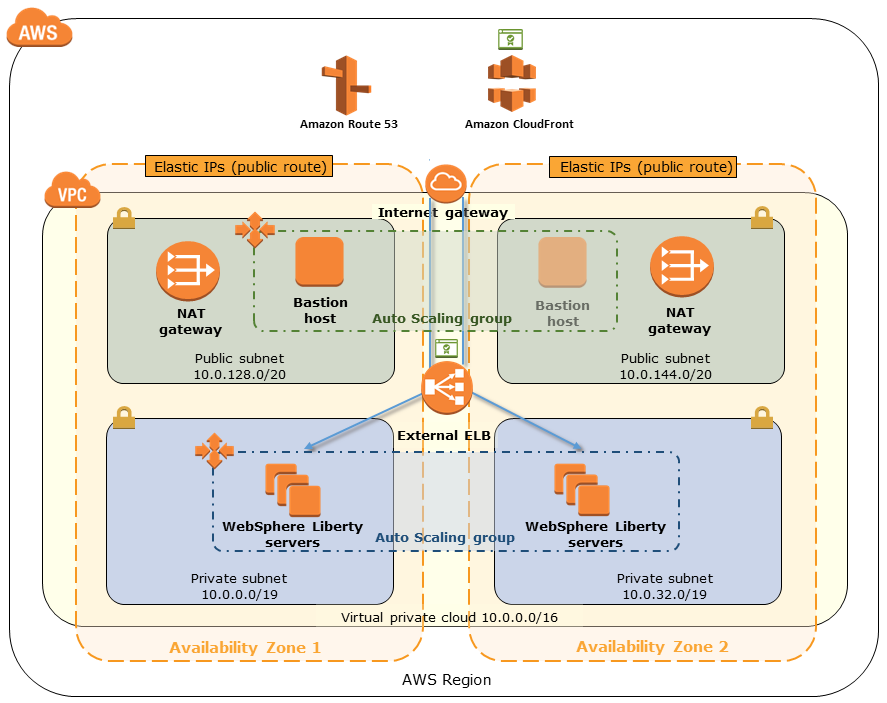 AWS
Amazon Route 53
Amazon CloudFront
Elastic IPs (public route)
Elastic IPs (public route)
VPC
Internet gateway
NAT
gateway
Bastion
host
Bastion
host
NAT
gateway
Auto Scaling group
Public subnet
10.0.128.0/20
Public subnet
10.0.144.0/20
External ELB
WebSphere Liberty
servers
WebSphere Liberty
servers
Auto Scaling group
Private subnet
10.0.0.0/19
Private subnet
10.0.32.0/19
Virtual private cloud 10.0.0.0/16
Availability Zone 1
Availability Zone 2
AWS Region